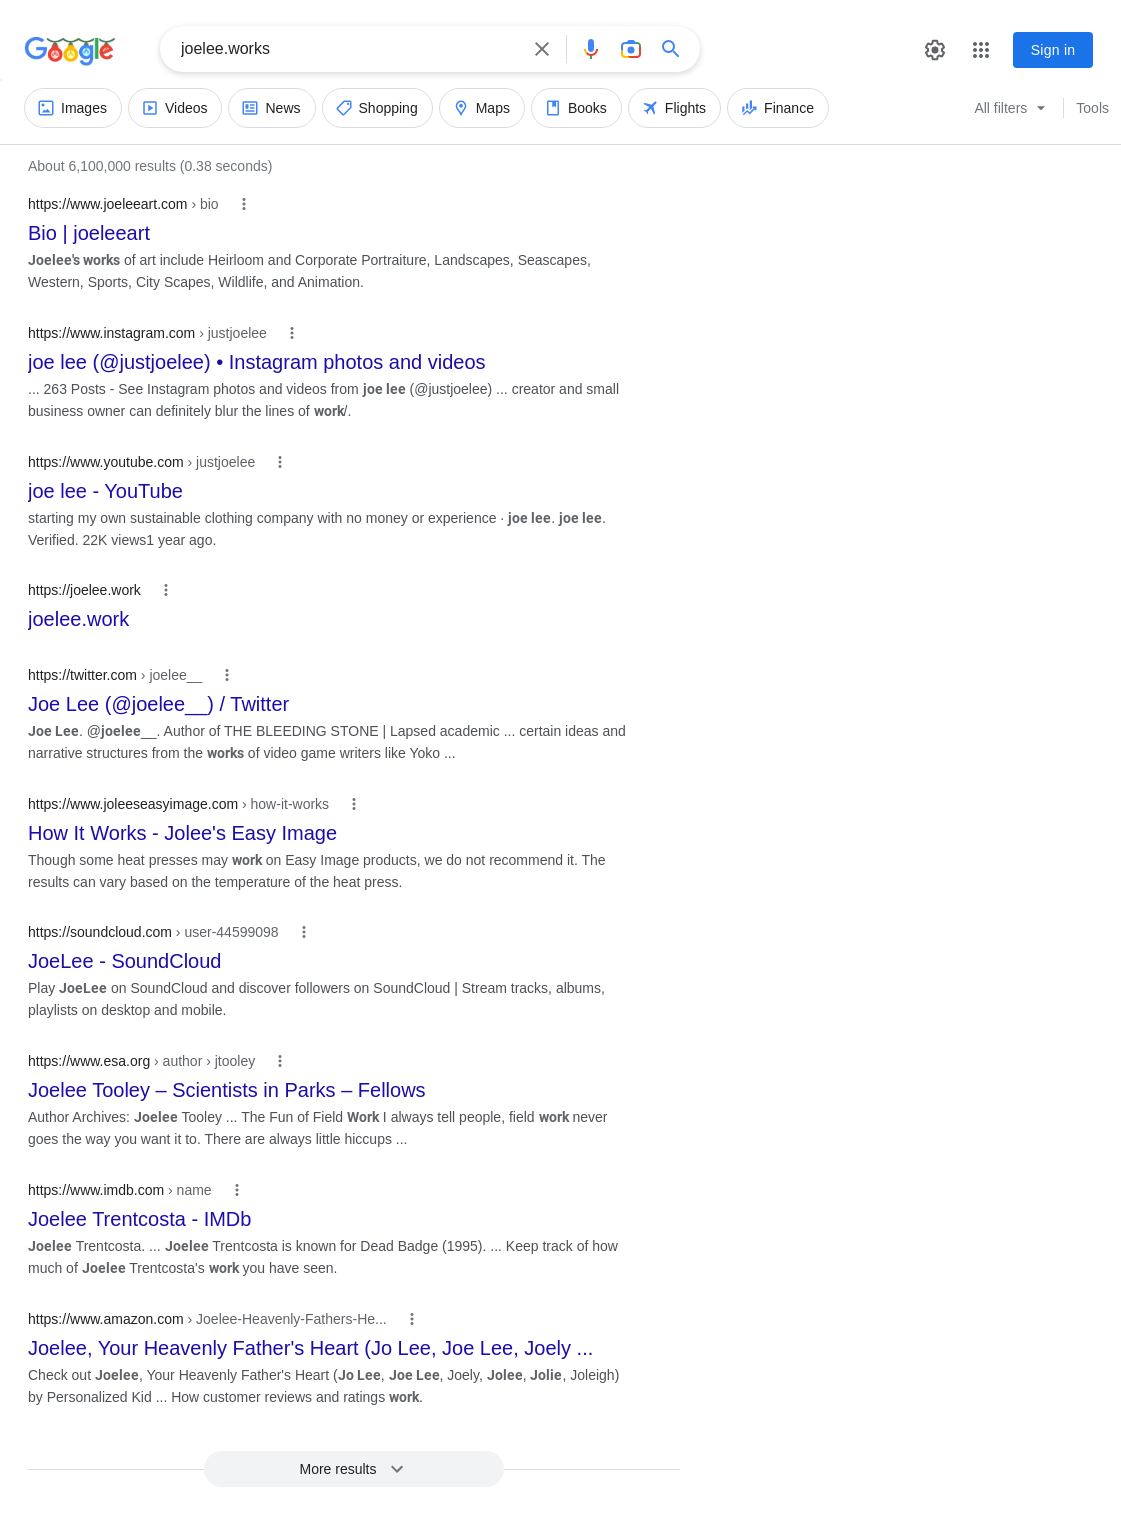 Google
joelee.works
Sign in
Images
Videos
News
Shopping
Maps
Books
Flights
Finance
All filters
Tools
About 6,100,000 results (0.38 seconds)
https://www.joeleeart.com › bio
Bio | joeleeart
Joelee's works of art include Heirloom and Corporate Portraiture, Landscapes, Seascapes,
Western, Sports, City Scapes, Wildlife, and Animation.
https://www.instagram.com › justjoelee
joe lee (@justjoelee) • Instagram photos and videos
... 263 Posts - See Instagram photos and videos from joe lee (@justjoelee) ... creator and small
business owner can definitely blur the lines of work/.
https://www.youtube.com › justjoelee
joe lee - YouTube
starting my own sustainable clothing company with no money or experience · joe lee. joe lee.
Verified. 22K views1 year ago.
https://joelee.work
joelee.work
https://twitter.com › joelee__
Joe Lee (@joelee__) / Twitter
Joe Lee. @joelee__. Author of THE BLEEDING STONE | Lapsed academic ... certain ideas and
narrative structures from the works of video game writers like Yoko ...
https://www.joleeseasyimage.com › how-it-works
How It Works - Jolee's Easy Image
Though some heat presses may work on Easy Image products, we do not recommend it. The
results can vary based on the temperature of the heat press.
https://soundcloud.com › user-44599098
JoeLee - SoundCloud
Play JoeLee on SoundCloud and discover followers on SoundCloud | Stream tracks, albums,
playlists on desktop and mobile.
https://www.esa.org › author › jtooley
Joelee Tooley – Scientists in Parks – Fellows
Author Archives: Joelee Tooley ... The Fun of Field Work I always tell people, field work never
goes the way you want it to. There are always little hiccups ...
https://www.imdb.com › name
Joelee Trentcosta - IMDb
Joelee Trentcosta. ... Joelee Trentcosta is known for Dead Badge (1995). ... Keep track of how
much of Joelee Trentcosta's work you have seen.
https://www.amazon.com › Joelee-Heavenly-Fathers-He...
Joelee, Your Heavenly Father's Heart (Jo Lee, Joe Lee, Joely ...
Check out Joelee, Your Heavenly Father's Heart (Jo Lee, Joe Lee, Joely, Jolee, Jolie, Joleigh)
by Personalized Kid ... How customer reviews and ratings work.
More results